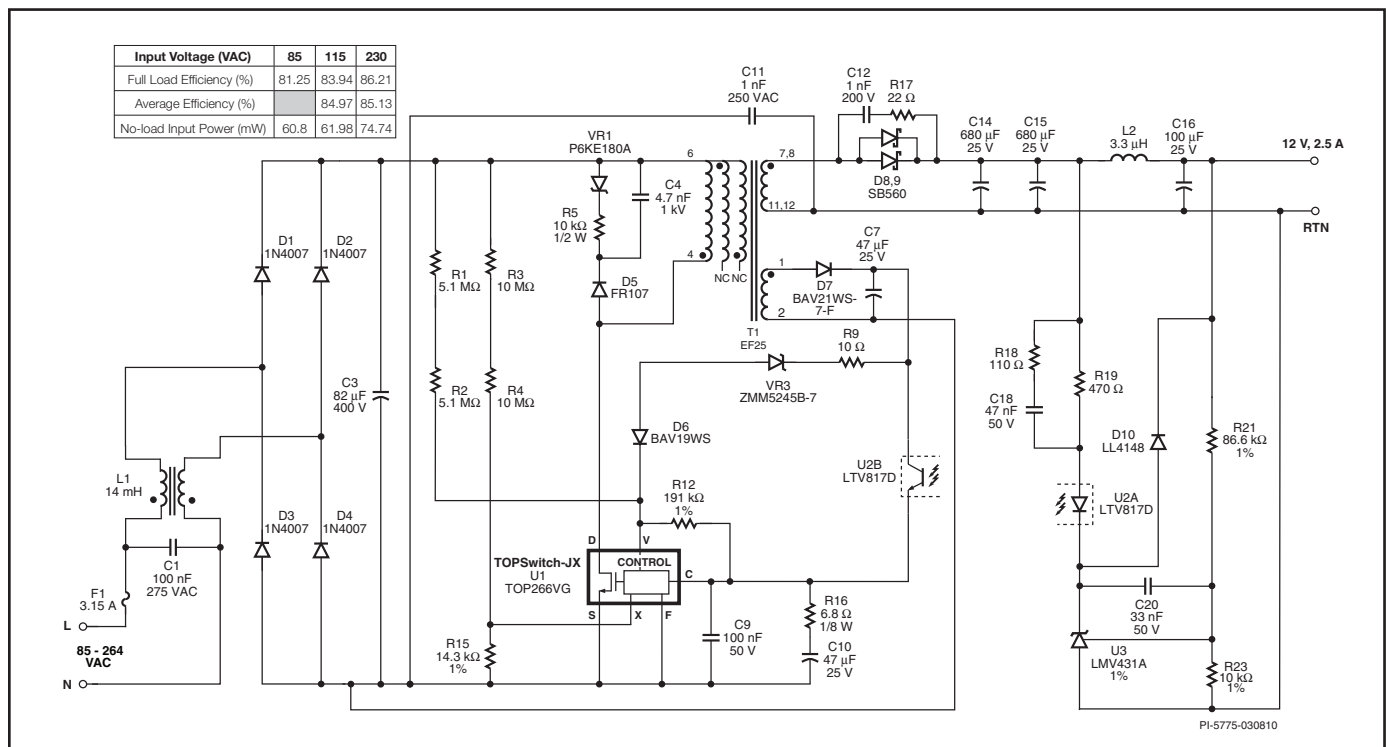 Input Voltage (VAC) 85 115 230
Full Load Efficiency (%) 81.25 83.94 86.21
Average Efficiency (%) 84.97 85.13
No-load Input Power (mW) 60.8 61.98 74.74
C11
1 nF
250 VAC
C12
1 nF
200 V
R17
22 Ω
D8,9
SB560
C14
680 µF
25 V
C15
680 µF
25 V
L2
3.3 µH
C16
100 µF
25 V
12 V, 2.5 A
RTN
VR1
P6KE180A
C4
4.7 nF
1 kV
R5
10 kΩ
1/2 W
D5
FR107
6
4
NC
NC
7,8
11,12
1
2
T1
EF25
C7
47 µF
25 V
D7
BAV21WS-
7-F
D1
1N4007
D2
1N4007
R1
5.1 MΩ
R3
10 MΩ
R2
5.1 MΩ
R4
10 MΩ
C3
82 µF
400 V
R9
10 Ω
VR3
ZMM5245B-7
D6
BAV19WS
U2B
LTV817D
R12
191 kΩ
1%
R18
110 Ω
C18
47 nF
50 V
R19
470 Ω
D10
LL4148
R21
86.6 kΩ
1%
U2A
LTV817D
L1
14 mH
D3
1N4007
D4
1N4007
C1
100 nF
275 VAC
F1
3.15 A
L
85 - 264
VAC
N
D
V
TOPSwitch-JX
U1
TOP266VG
CONTROL
C
S
X
F
R15
14.3 kΩ
1%
C9
100 nF
50 V
R16
6.8 Ω
1/8 W
C10
47 µF
25 V
C20
33 nF
50 V
U3
LMV431A
1%
R23
10 kΩ
1%
PI-5775-030810